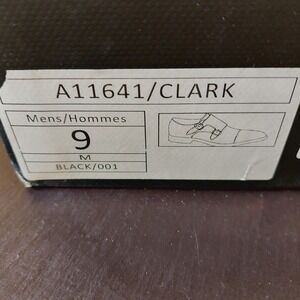 A11641/CLARK
Mens/Hommes
9
M
BLACK/001